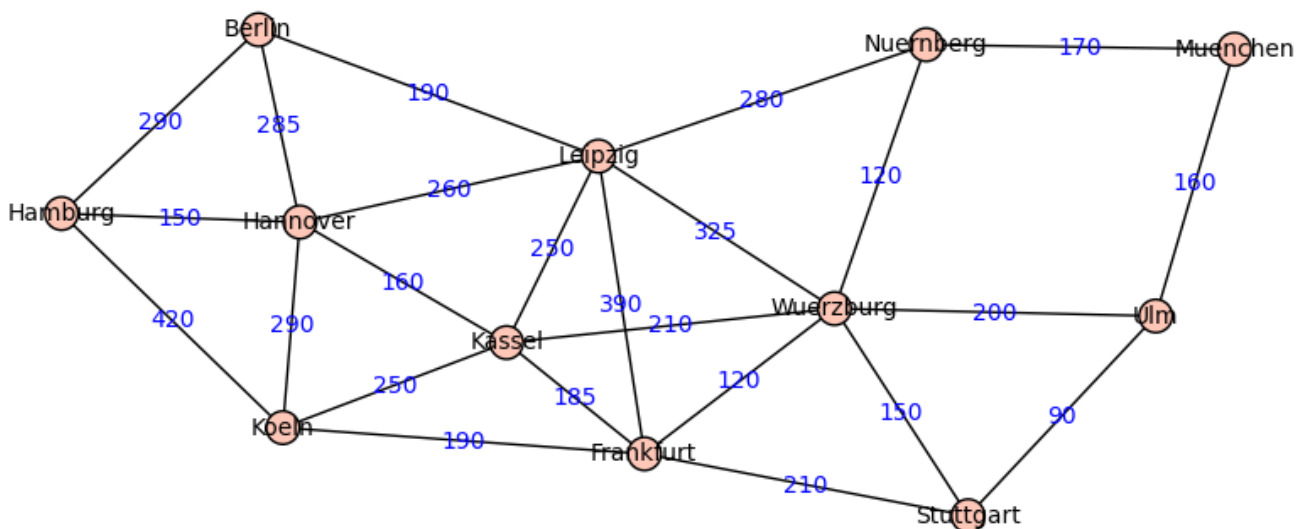 Berlin
Nuernberg
170
Muenchen
190
280
290
285
Leipzig
120
160
260
Hamburg
150
Hannover
325
250
160
390
Wuerzburg
200
Ulm
420
290
210
Kassel
250
185
120
150
90
Koeln
190
Frankfurt
210
Stuttgart